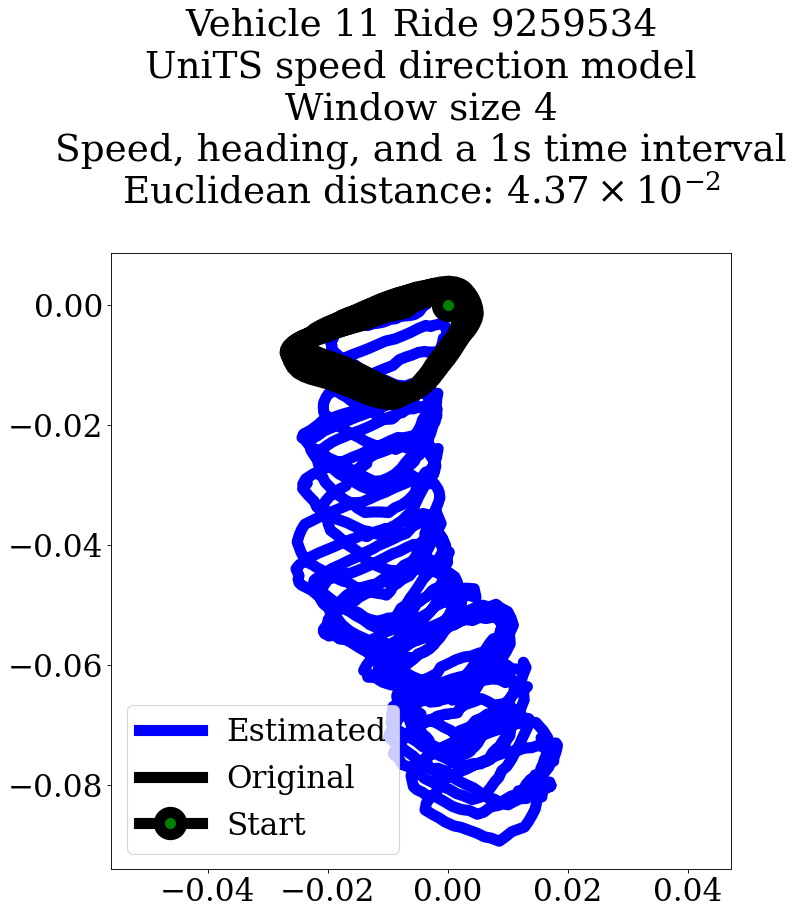 Vehicle 11 Ride 9259534
UniTS speed direction model
Window size 4
Speed, heading, and a 1s time interval
Euclidean distance: 4.37 × 10⁻²
0.00
−0.02
−0.04
−0.06
−0.08
Estimated
Original
Start
−0.04 −0.02 0.00 0.02 0.04